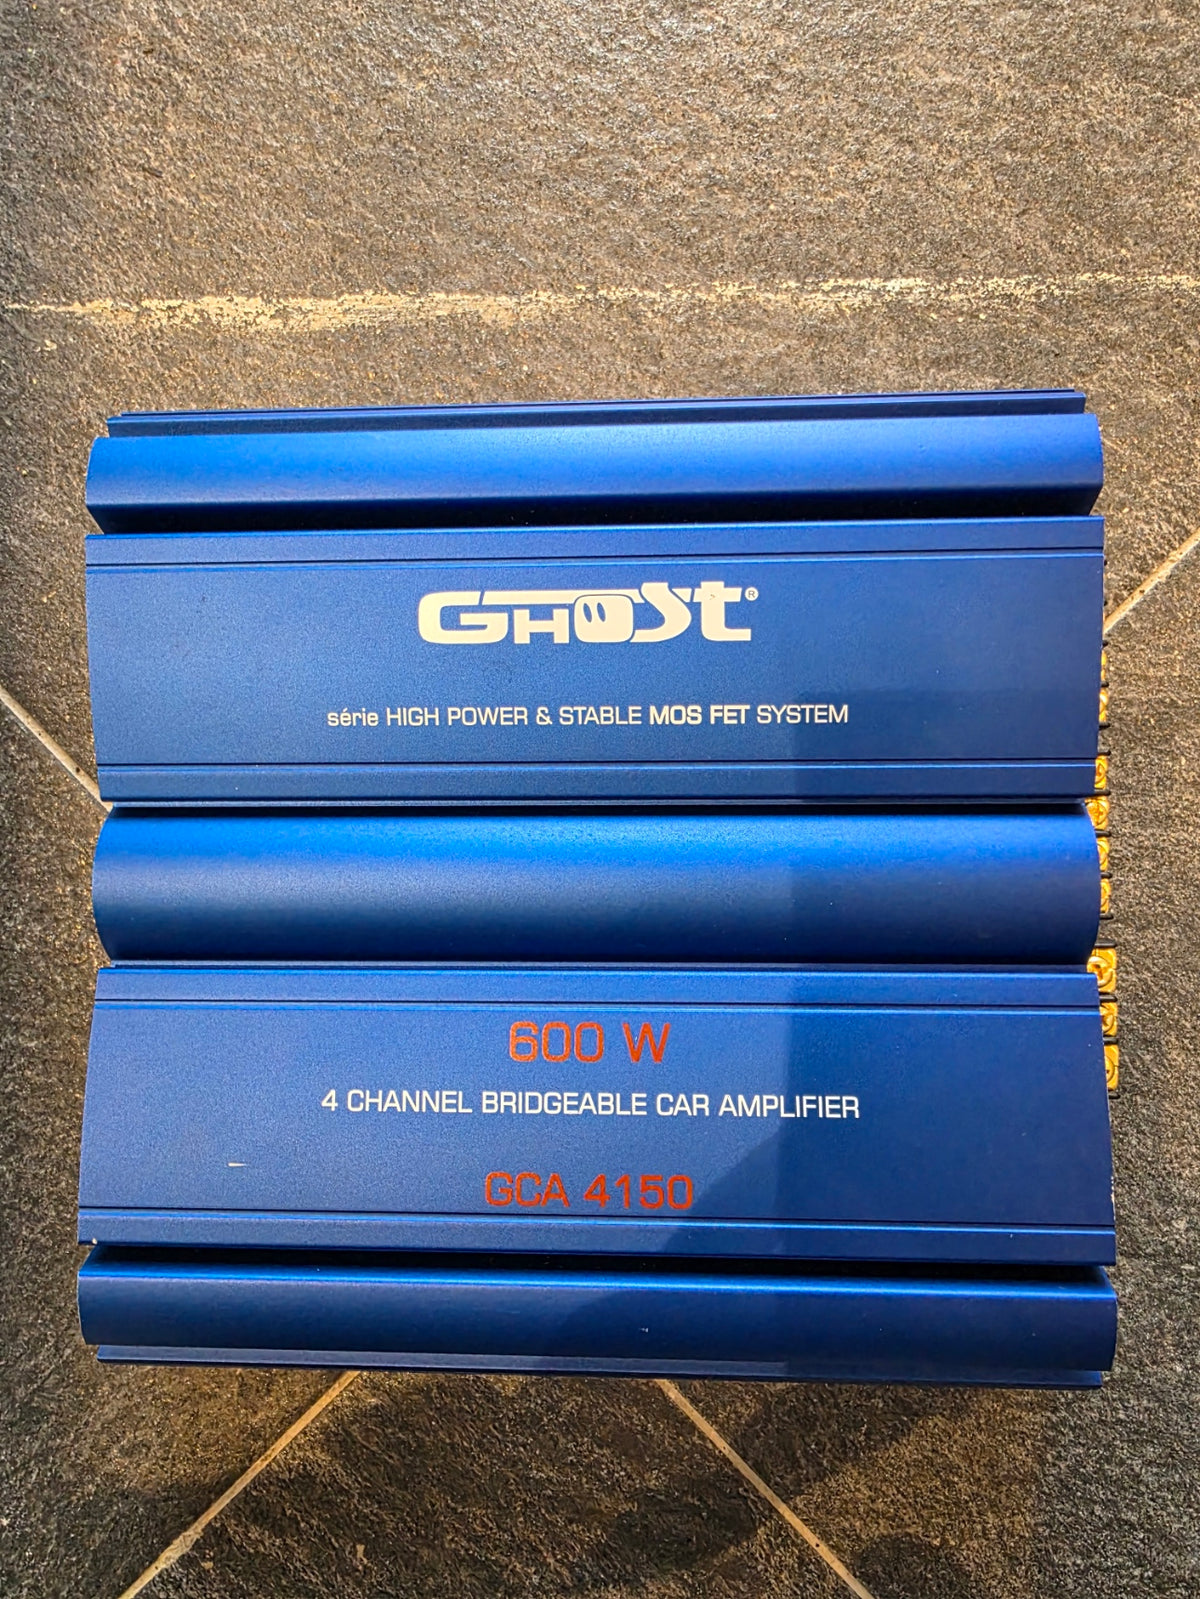 GHOST®
série HIGH POWER & STABLE MOS FET SYSTEM
600 W
4 CHANNEL BRIDGEABLE CAR AMPLIFIER
GCA 4150